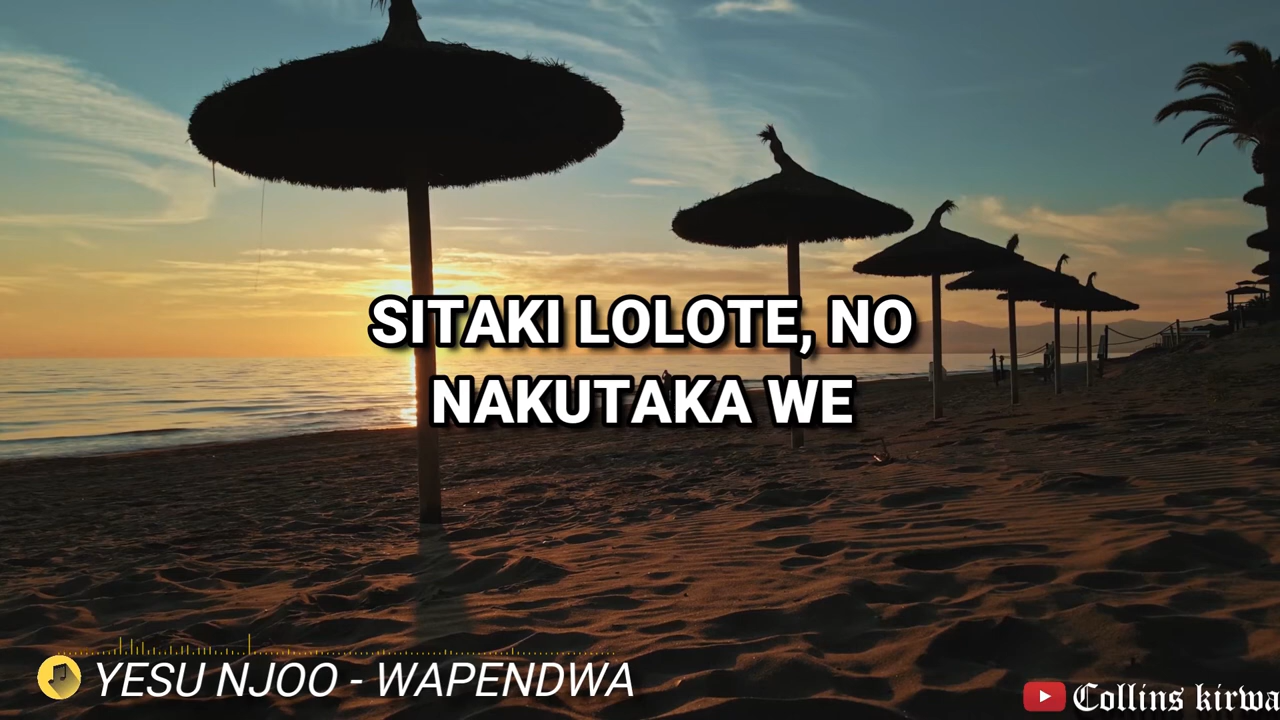 SITAKI LOLOTE, NO
NAKUTAKA WE
YESU NJOO - WAPENDWA
Collins kirwa